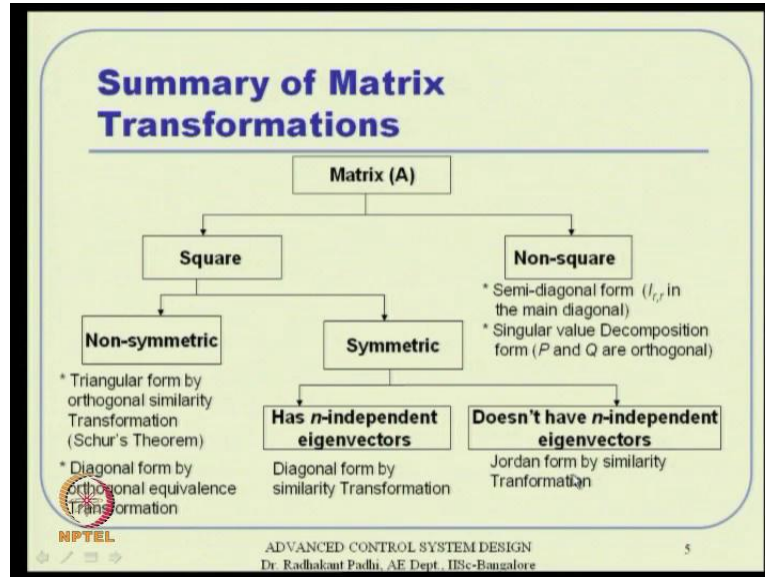 Summary of Matrix
Transformations
Matrix (A)
Square
Non-square
* Semi-diagonal form (I_{r,r} in
the main diagonal)
* Singular value Decomposition
form (P and Q are orthogonal)
Non-symmetric
Symmetric
* Triangular form by
orthogonal similarity
Transformation
(Schur's Theorem)
* Diagonal form by
orthogonal equivalence
Transformation
Has n-independent
eigenvectors
Diagonal form by
similarity Transformation
Doesn't have n-independent
eigenvectors
Jordan form by similarity
Tranformation
NPTEL
ADVANCED CONTROL SYSTEM DESIGN
Dr. Radhakant Padhi, AE Dept., IISc-Bangalore
5